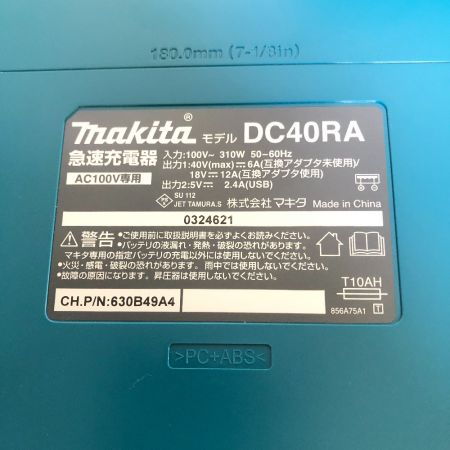 180.0mm (7-1/8in)
makita® モデル DC40RA
急速充電器
AC100V専用
入力:100V~ 310W 50-60Hz
出力1:40V(max)⎓6A(互換アダプタ未使用)/
18V⎓12A(互換アダプタ使用)
出力2:5V⎓ 2.4A(USB)
SU 112
JET TAMURA.S 株式会社マキタ Made in China
0324621
警告
●ご使用前に取扱説明書を必ずよくお読みください。
●バッテリの液漏れ・発熱・破裂の恐れがあります。
マキタ専用の指定バッテリの充電以外には使用しないでください。
●火災・感電・破裂の恐れあり。雨中では使用しないでください。
●故障の原因になります。昇圧器は使用しないでください。
T10AH
CH.P/N:630B49A4
856A75A1 T
>PC+ABS<